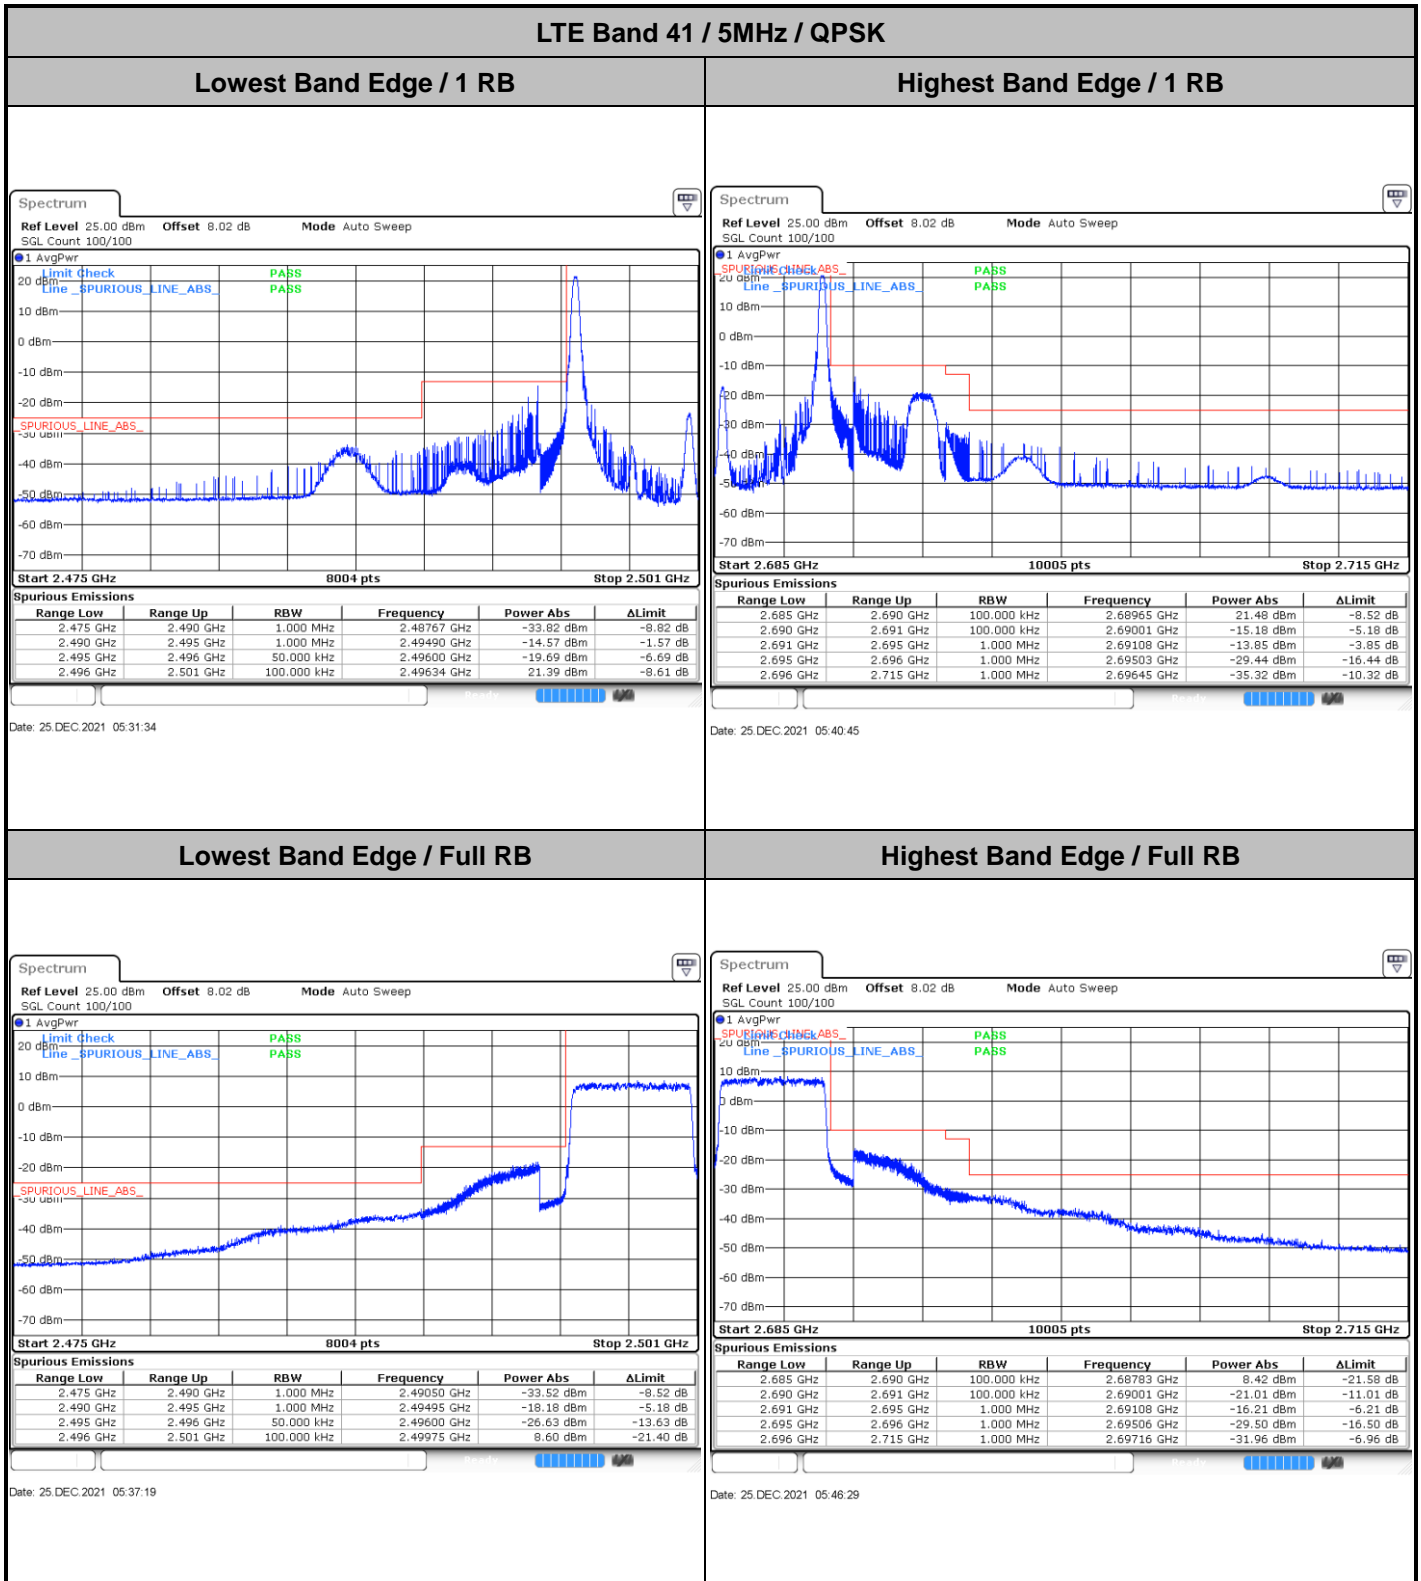 LTE Band 41 / 5MHz / QPSK
Lowest Band Edge / 1 RB
Highest Band Edge / 1 RB
Spectrum
Ref Level 25.00 dBm Offset 8.02 dB Mode Auto Sweep
SGL Count 100/100
1 AvgPwr
Limit Check PASS
20 dBm
Line _SPURIOUS_LINE_ABS_ PASS
10 dBm
0 dBm
-10 dBm
-20 dBm
_SPURIOUS_LINE_ABS_
-30 dBm
-40 dBm
-50 dBm
-60 dBm
-70 dBm
Start 2.475 GHz 8004 pts Stop 2.501 GHz
Spurious Emissions
Range Low Range Up RBW Frequency Power Abs ΔLimit
2.475 GHz 2.490 GHz 1.000 MHz 2.48767 GHz -33.82 dBm -8.82 dB
2.490 GHz 2.495 GHz 1.000 MHz 2.49490 GHz -14.57 dBm -1.57 dB
2.495 GHz 2.496 GHz 50.000 kHz 2.49600 GHz -19.69 dBm -6.69 dB
2.496 GHz 2.501 GHz 100.000 kHz 2.49634 GHz 21.39 dBm -8.61 dB
Ready
Date: 25.DEC.2021 05:31:34
Spectrum
Ref Level 25.00 dBm Offset 8.02 dB Mode Auto Sweep
SGL Count 100/100
1 AvgPwr
_SPURIOUS_LINE_ABS_
Limit Check PASS
20 dBm
Line _SPURIOUS_LINE_ABS_ PASS
10 dBm
0 dBm
-10 dBm
-20 dBm
-30 dBm
-40 dBm
-50 dBm
-60 dBm
-70 dBm
Start 2.685 GHz 10005 pts Stop 2.715 GHz
Spurious Emissions
Range Low Range Up RBW Frequency Power Abs ΔLimit
2.685 GHz 2.690 GHz 100.000 kHz 2.68965 GHz 21.48 dBm -8.52 dB
2.690 GHz 2.691 GHz 100.000 kHz 2.69001 GHz -15.18 dBm -5.18 dB
2.691 GHz 2.695 GHz 1.000 MHz 2.69108 GHz -13.85 dBm -3.85 dB
2.695 GHz 2.696 GHz 1.000 MHz 2.69503 GHz -29.44 dBm -16.44 dB
2.696 GHz 2.715 GHz 1.000 MHz 2.69645 GHz -35.32 dBm -10.32 dB
Ready
Date: 25.DEC.2021 05:40:45
Lowest Band Edge / Full RB
Highest Band Edge / Full RB
Spectrum
Ref Level 25.00 dBm Offset 8.02 dB Mode Auto Sweep
SGL Count 100/100
1 AvgPwr
Limit Check PASS
20 dBm
Line _SPURIOUS_LINE_ABS_ PASS
10 dBm
0 dBm
-10 dBm
-20 dBm
_SPURIOUS_LINE_ABS_
-30 dBm
-40 dBm
-50 dBm
-60 dBm
-70 dBm
Start 2.475 GHz 8004 pts Stop 2.501 GHz
Spurious Emissions
Range Low Range Up RBW Frequency Power Abs ΔLimit
2.475 GHz 2.490 GHz 1.000 MHz 2.49050 GHz -33.52 dBm -8.52 dB
2.490 GHz 2.495 GHz 1.000 MHz 2.49495 GHz -18.18 dBm -5.18 dB
2.495 GHz 2.496 GHz 50.000 kHz 2.49600 GHz -26.63 dBm -13.63 dB
2.496 GHz 2.501 GHz 100.000 kHz 2.49975 GHz 8.60 dBm -21.40 dB
Ready
Date: 25.DEC.2021 05:37:19
Spectrum
Ref Level 25.00 dBm Offset 8.02 dB Mode Auto Sweep
SGL Count 100/100
1 AvgPwr
_SPURIOUS_LINE_ABS_
Limit Check PASS
20 dBm
Line _SPURIOUS_LINE_ABS_ PASS
10 dBm
0 dBm
-10 dBm
-20 dBm
-30 dBm
-40 dBm
-50 dBm
-60 dBm
-70 dBm
Start 2.685 GHz 10005 pts Stop 2.715 GHz
Spurious Emissions
Range Low Range Up RBW Frequency Power Abs ΔLimit
2.685 GHz 2.690 GHz 100.000 kHz 2.68783 GHz 8.42 dBm -21.58 dB
2.690 GHz 2.691 GHz 100.000 kHz 2.69001 GHz -21.01 dBm -11.01 dB
2.691 GHz 2.695 GHz 1.000 MHz 2.69108 GHz -16.21 dBm -6.21 dB
2.695 GHz 2.696 GHz 1.000 MHz 2.69506 GHz -29.50 dBm -16.50 dB
2.696 GHz 2.715 GHz 1.000 MHz 2.69716 GHz -31.96 dBm -6.96 dB
Ready
Date: 25.DEC.2021 05:46:29